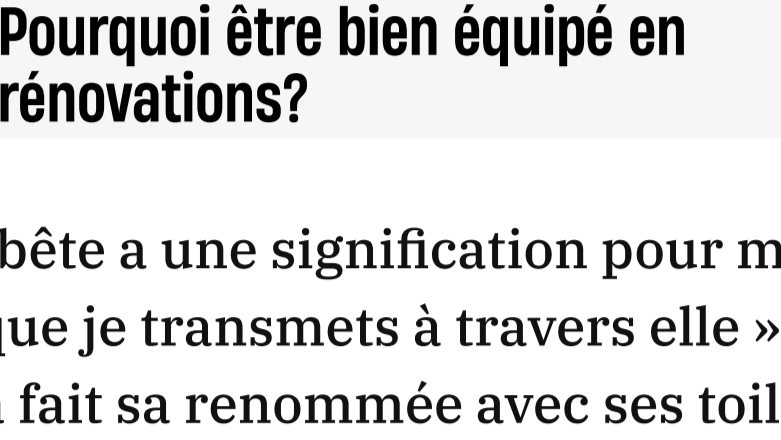 Pourquoi être bien équipé en
rénovations?
bête a une signification pour
que je transmets à travers elle »
fait sa renommée avec ses